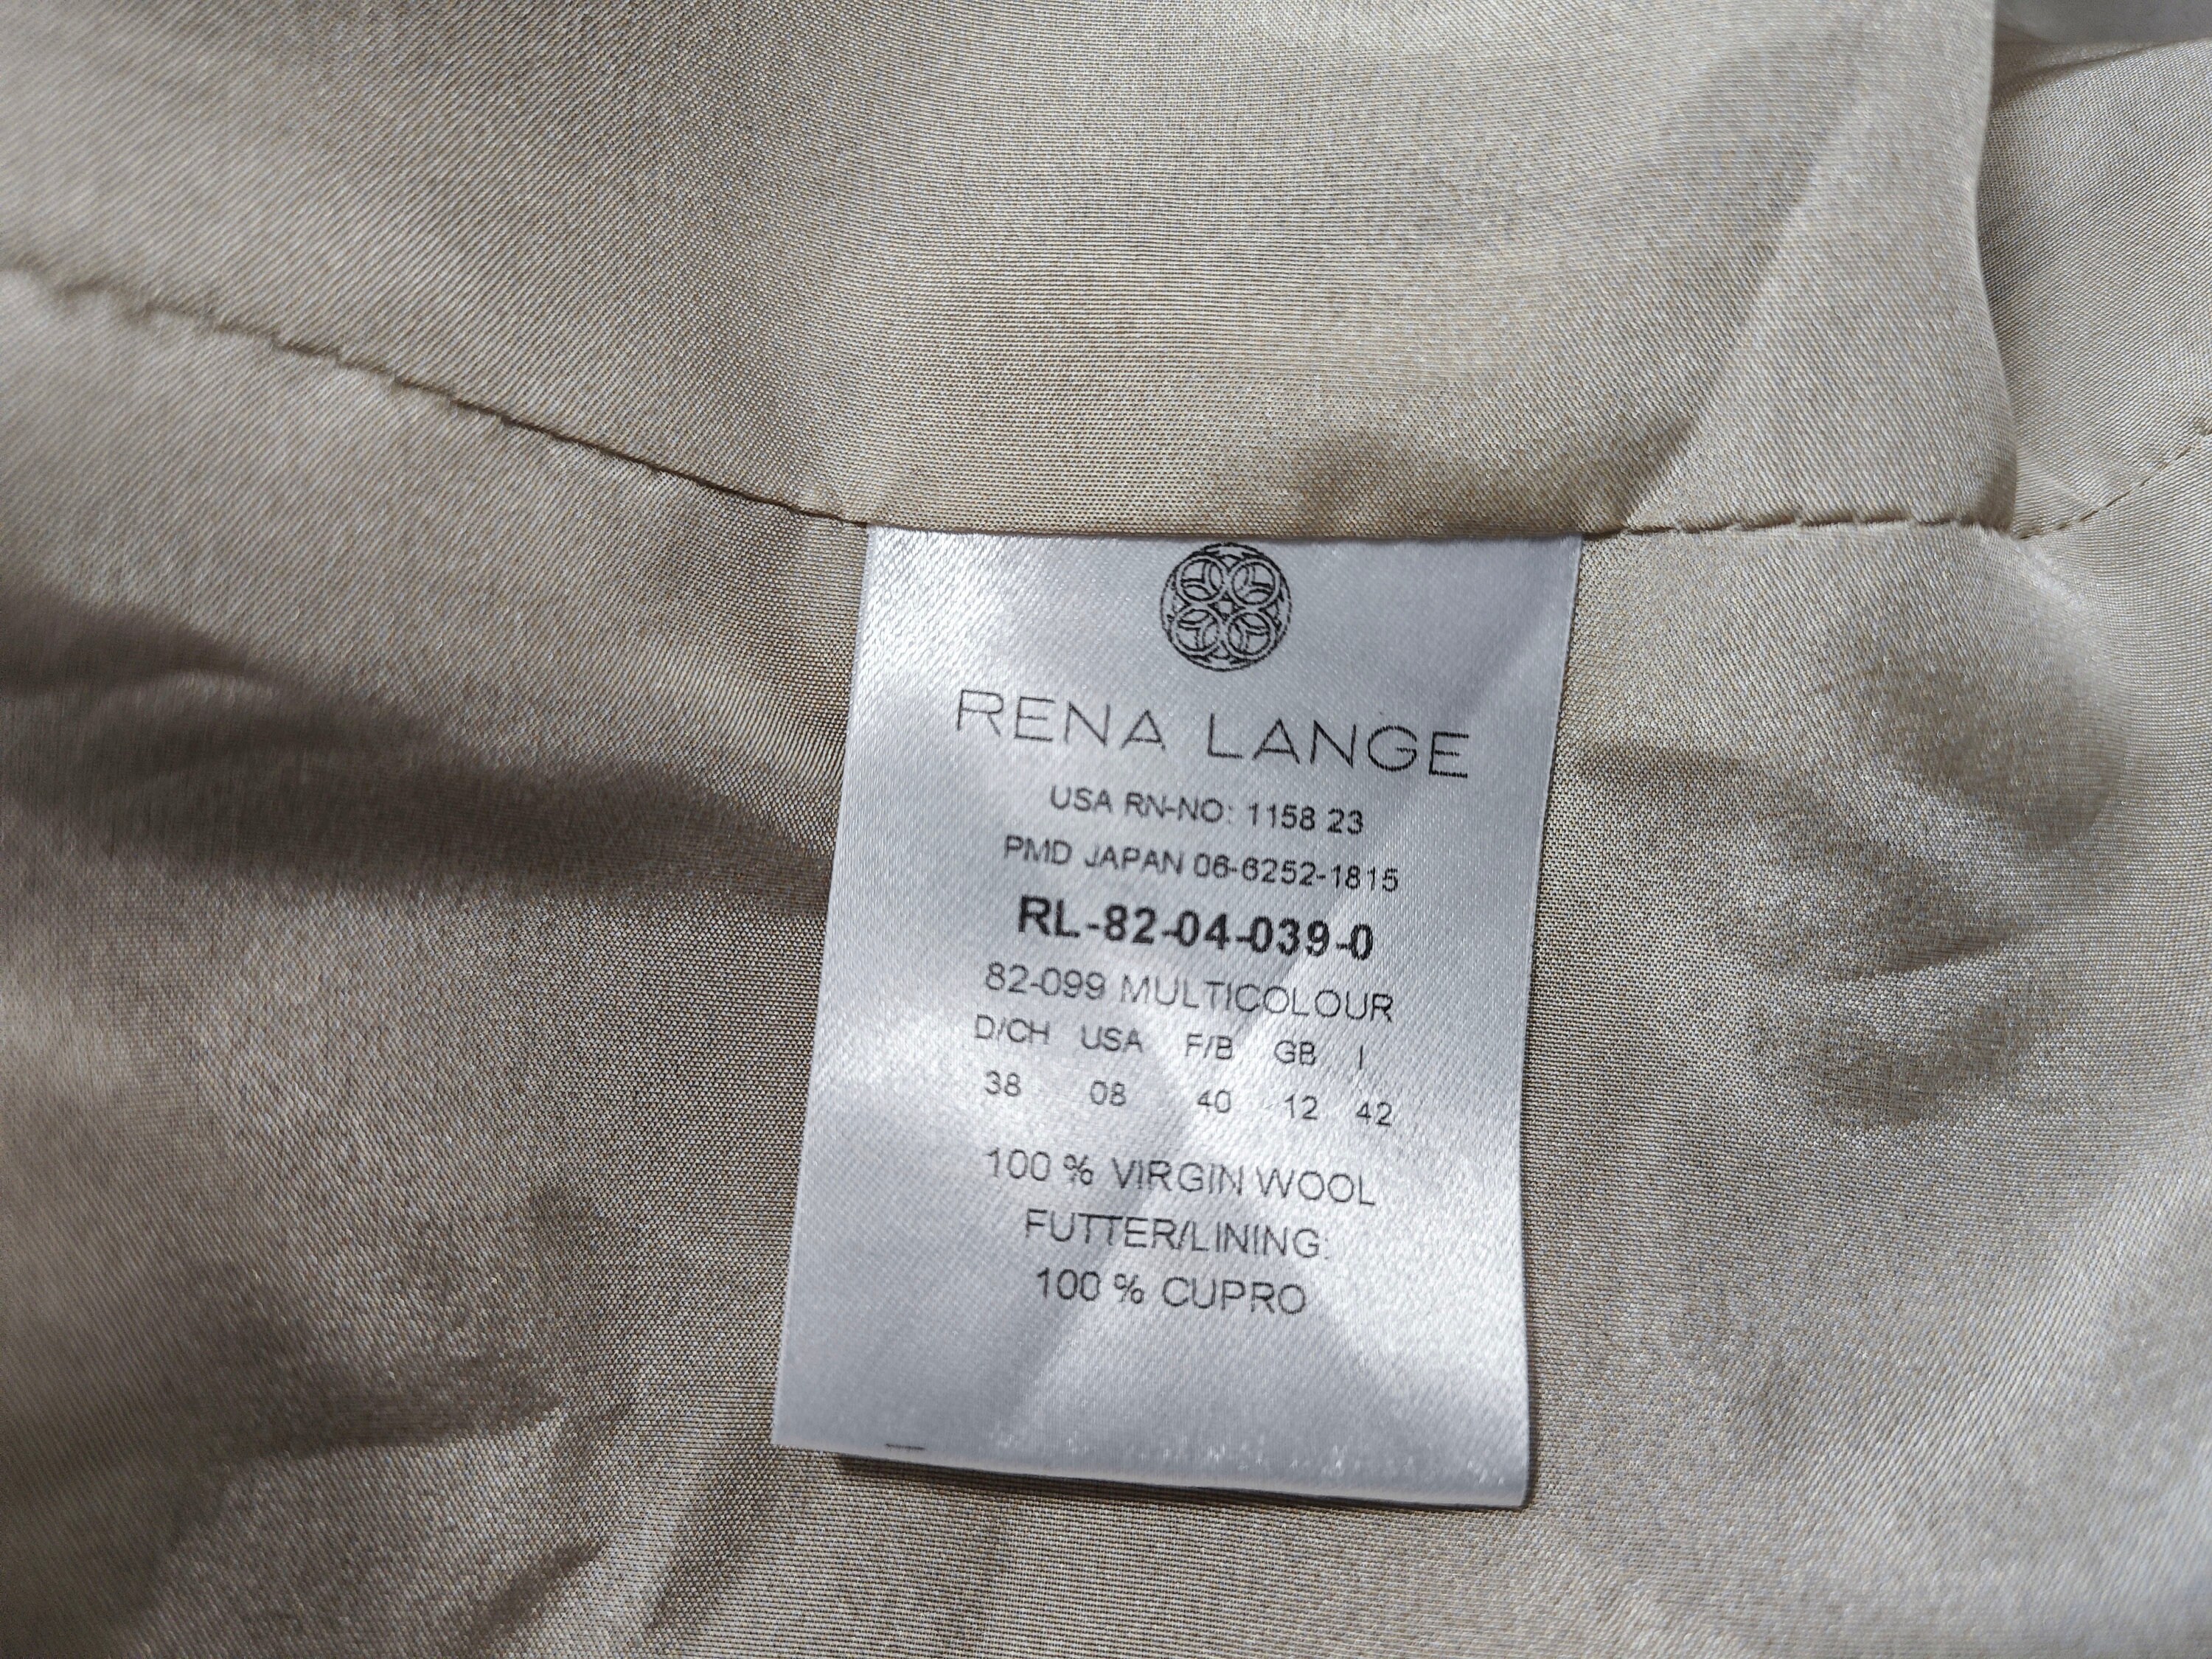 RENA LANGE
USA RN-NO: 1158 23
PMD JAPAN 06-6252-1815
RL-82-04-039-0
82-099 MULTICOLOUR
D/CH USA F/B GB I
38 08 40 12 42
100 % VIRGIN WOOL
FUTTER/LINING:
100 % CUPRO